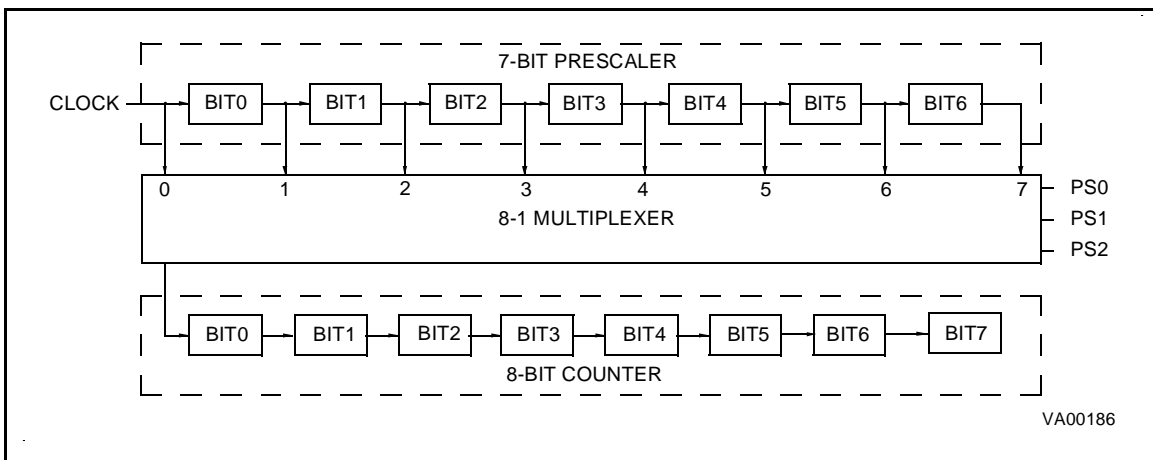 7-BIT PRESCALER
CLOCK BIT0 BIT1 BIT2 BIT3 BIT4 BIT5 BIT6
0 1 2 3 4 5 6 7 PS0
8-1 MULTIPLEXER PS1
PS2
BIT0 BIT1 BIT2 BIT3 BIT4 BIT5 BIT6 BIT7
8-BIT COUNTER
VA00186